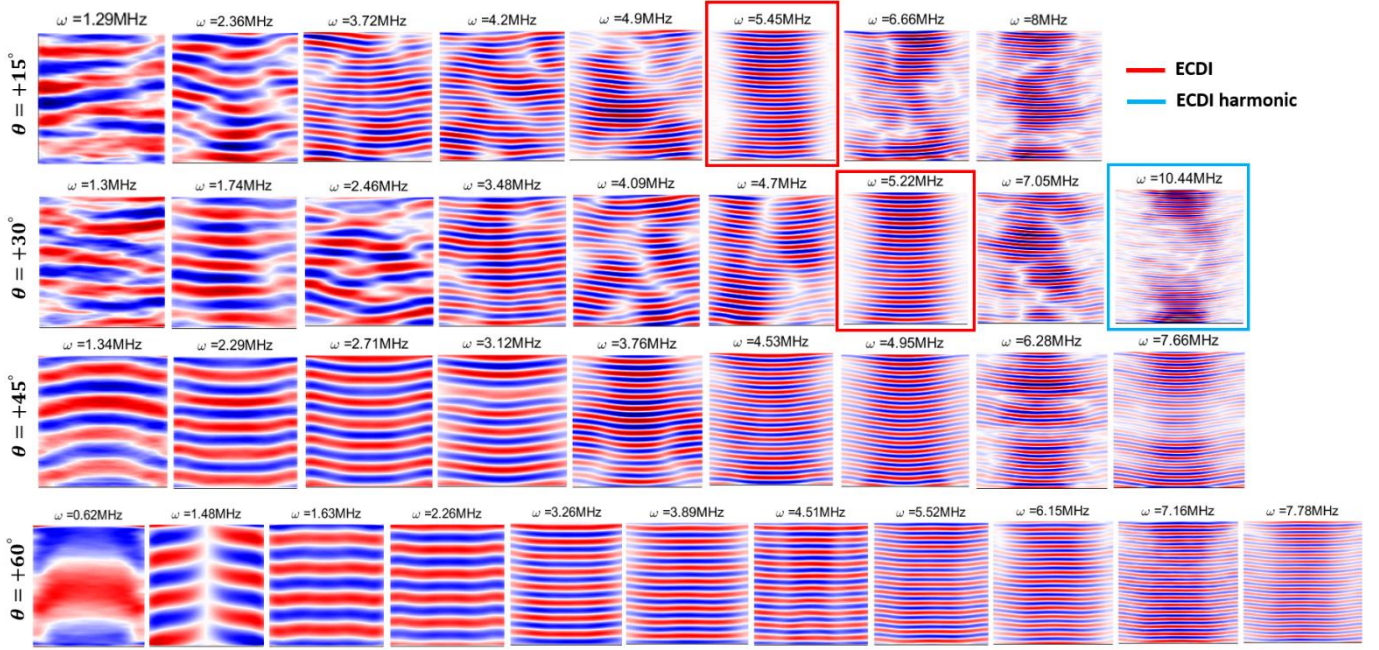 ω =1.29MHz ω =2.36MHz ω =3.72MHz ω =4.2MHz ω =4.9MHz ω =5.45MHz ω =6.66MHz ω =8MHz
θ = +15°
ECDI
ECDI harmonic
ω =1.3MHz ω =1.74MHz ω =2.46MHz ω =3.48MHz ω =4.09MHz ω =4.7MHz ω =5.22MHz ω =7.05MHz ω =10.44MHz
θ = +30°
ω =1.34MHz ω =2.29MHz ω =2.71MHz ω =3.12MHz ω =3.76MHz ω =4.53MHz ω =4.95MHz ω =6.28MHz ω =7.66MHz
θ = +45°
ω =0.62MHz ω =1.48MHz ω =1.63MHz ω =2.26MHz ω =3.26MHz ω =3.89MHz ω =4.51MHz ω =5.52MHz ω =6.15MHz ω =7.16MHz ω =7.78MHz
θ = +60°